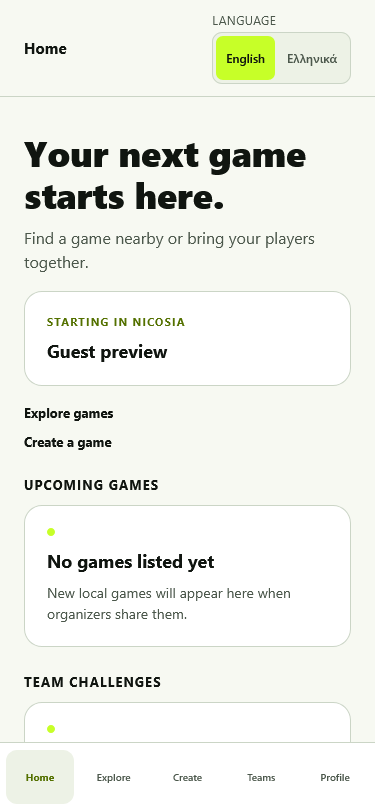 LANGUAGE
Home
English
Ελληνικά
Your next game
starts here.
Find a game nearby or bring your players
together.
STARTING IN NICOSIA
Guest preview
Explore games
Create a game
UPCOMING GAMES
No games listed yet
New local games will appear here when
organizers share them.
TEAM CHALLENGES
Home
Explore
Create
Teams
Profile